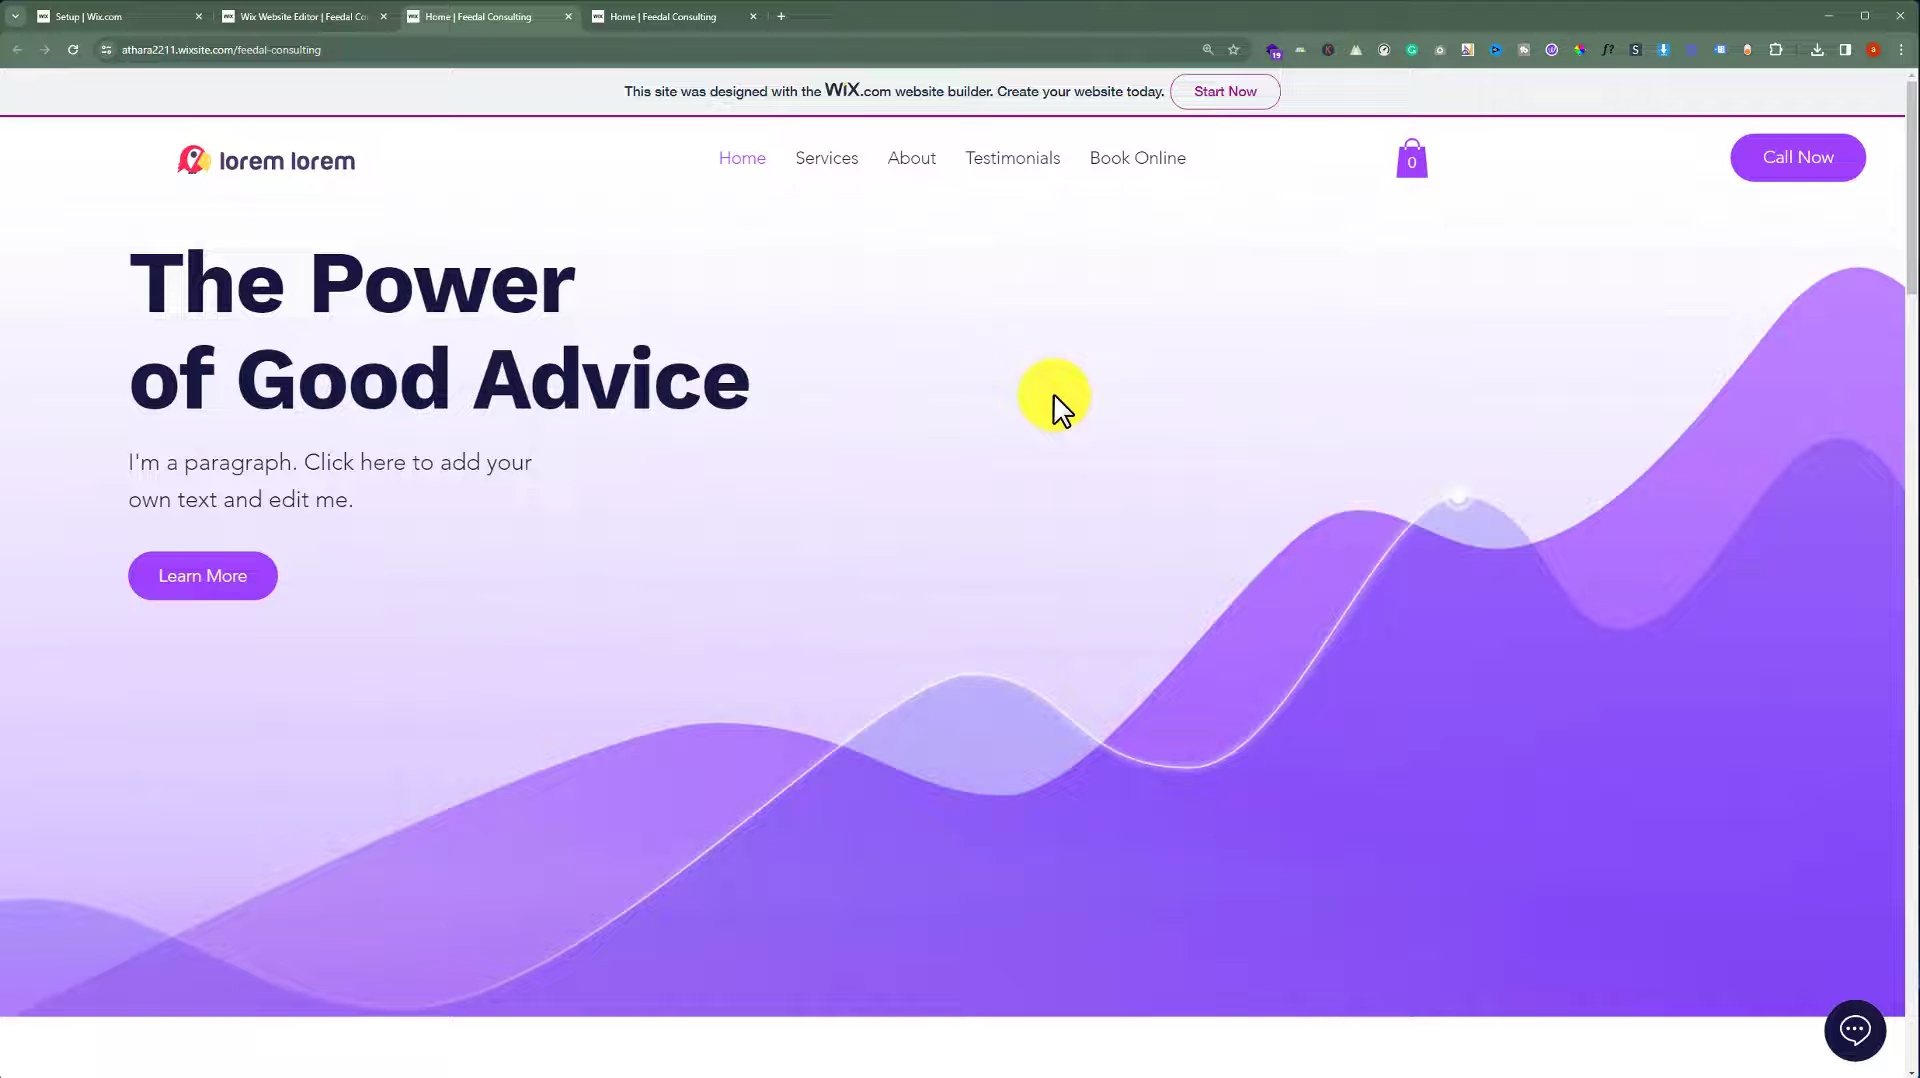 Setup | Wix.com
Wix Website Editor | Feedal Co
Home | Feedal Consulting
Home | Feedal Consulting
athara2211.wixsite.com/feedal-consulting
19
This site was designed with the WiX.com website builder. Create your website today.
Start Now
lorem lorem
Home
Services
About
Testimonials
Book Online
0
Call Now
The Power
of Good Advice
I'm a paragraph. Click here to add your
own text and edit me.
Learn More